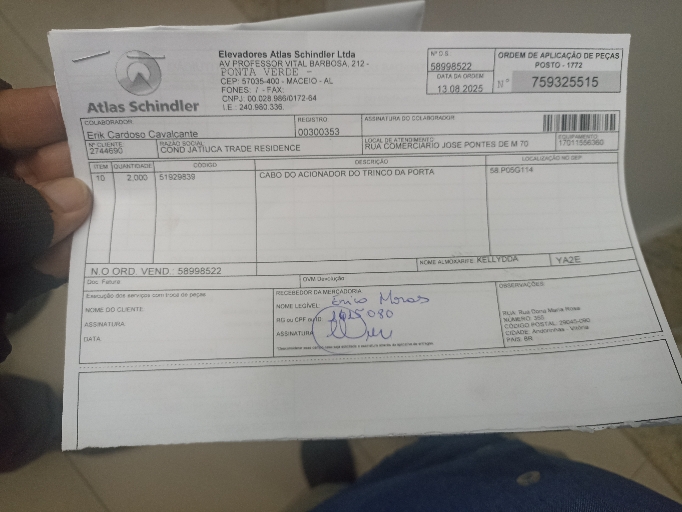 Atlas Schindler
Elevadores Atlas Schindler Ltda
AV PROFESSOR VITAL BARBOSA, 212 -
PONTA VERDE -
CEP: 57035-400 - MACEIO - AL
FONES: / - FAX:
CNPJ: 00.028.986/0172-64
I.E.: 240.980.336.
Nº O.S.
58998522
DATA DA ORDEM
13.08.2025
ORDEM DE APLICAÇÃO DE PEÇAS
POSTO - 1772
Nº 759325515
COLABORADOR
Erik Cardoso Cavalcante
REGISTRO
00300353
ASSINATURA DO COLABORADOR
Nº CLIENTE
2744690
RAZÃO SOCIAL
COND JATIUCA TRADE RESIDENCE
LOCAL DE ATENDIMENTO
RUA COMERCIARIO JOSE PONTES DE M 70
EQUIPAMENTO
17011556360
ITEM QUANTIDADE CÓDIGO DESCRIÇÃO LOCALIZAÇÃO NO DEP
10 2,000 51929839 CABO DO ACIONADOR DO TRINCO DA PORTA 58.P05G114
N.O ORD. VEND : 58998522
NOME ALMOXARIFE KELLYDDA YA2E
Doc. Fatura:
OVM Devolução:
Execução dos serviços com troca de peças
NOME DO CLIENTE:
ASSINATURA:
DATA:
RECEBEDOR DA MERCADORIA
NOME LEGÍVEL:
RG ou CPF ou ID
ASSINATURA
OBSERVAÇÕES:
RUA: Rua Dona Maria Rosa
NÚMERO: 355
CÓDIGO POSTAL:
CIDADE: Andorinhas - Vitória
PAÍS: BR